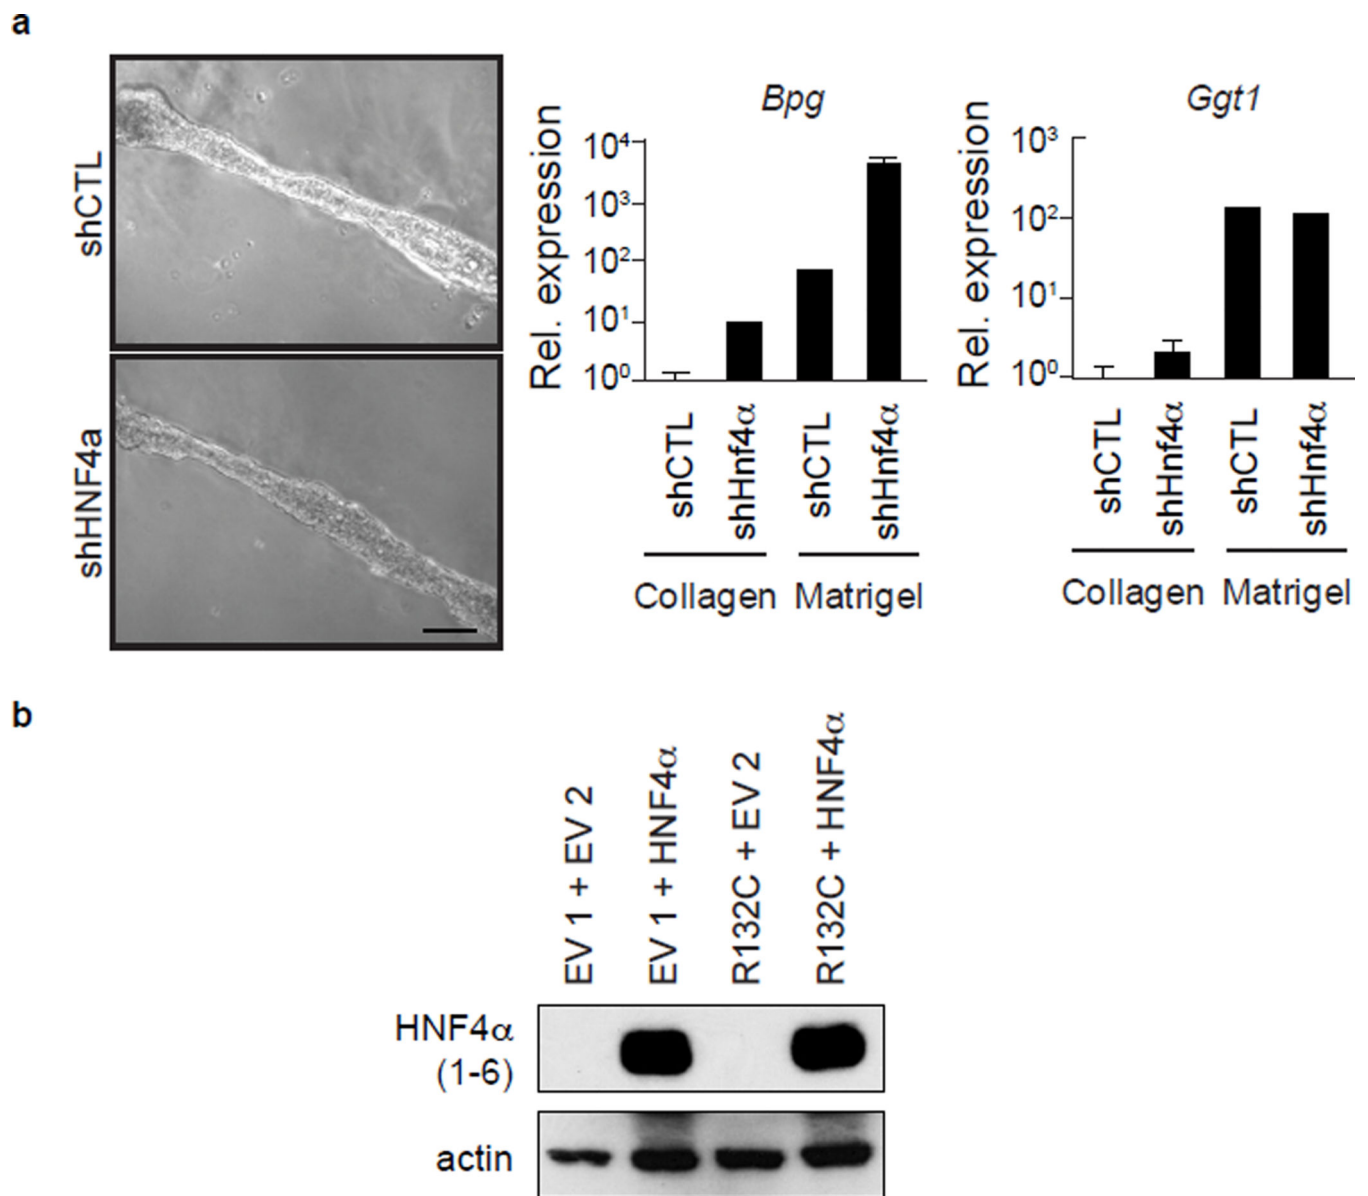 a
shCTL
shHNF4a
Bpg
Rel. expression
10⁴
10³
10²
10¹
10⁰
shCTL
shHnf4α
shCTL
shHnf4α
Collagen
Matrigel
Ggt1
Rel. expression
10³
10²
10¹
10⁰
shCTL
shHnf4α
shCTL
shHnf4α
Collagen
Matrigel
b
EV 1 + EV 2
EV 1 + HNF4α
R132C + EV 2
R132C + HNF4α
HNF4α
(1-6)
actin